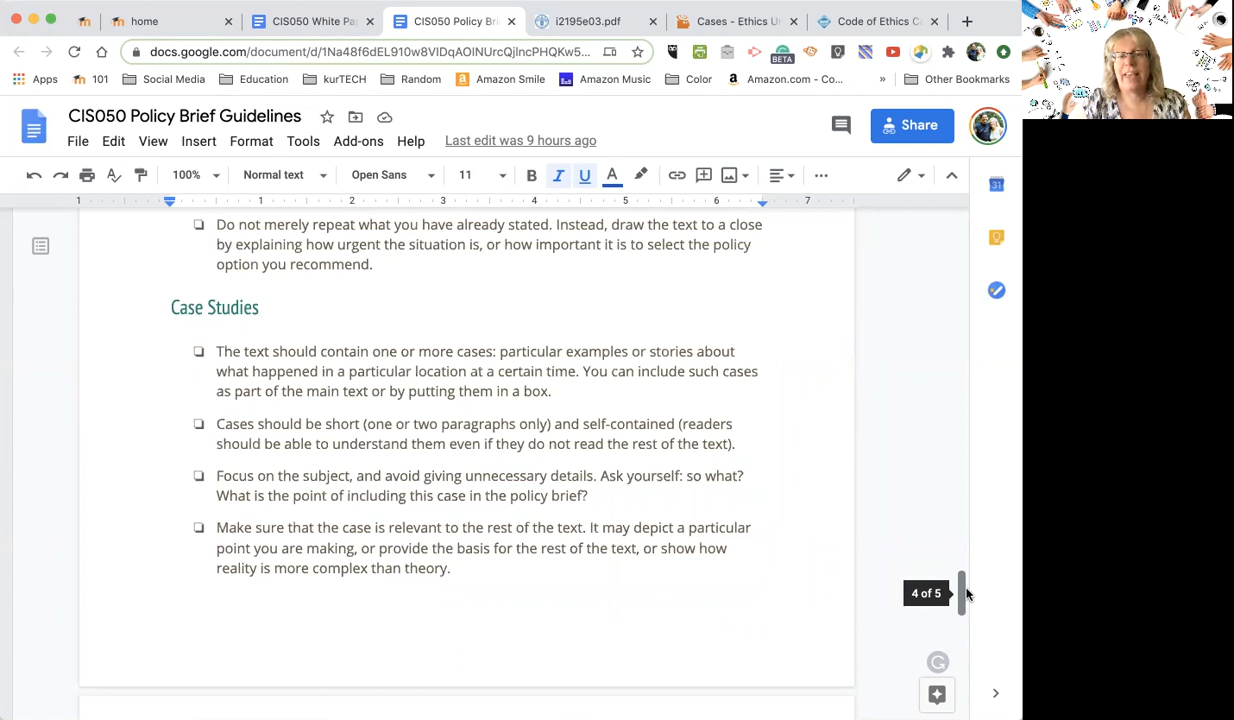 home
CIS050 White Pa
CIS050 Policy Bri
i2195e03.pdf
Cases - Ethics U
Code of Ethics C
docs.google.com/document/d/1Na48f6dEL910w8VIDqAOINUrcQjlncPHQKw5...
BETA
Apps
101
Social Media
Education
kurTECH
Random
Amazon Smile
Amazon Music
Color
Amazon.com - Co...
»
Other Bookmarks
CIS050 Policy Brief Guidelines
Share
File Edit View Insert Format Tools Add-ons Help
Last edit was 9 hours ago
100% Normal text Open Sans 11 B I U A
1 1 2 3 4 5 6 7
31
Do not merely repeat what you have already stated. Instead, draw the text to a close
by explaining how urgent the situation is, or how important it is to select the policy
option you recommend.
Case Studies
The text should contain one or more cases: particular examples or stories about
what happened in a particular location at a certain time. You can include such cases
as part of the main text or by putting them in a box.
Cases should be short (one or two paragraphs only) and self-contained (readers
should be able to understand them even if they do not read the rest of the text).
Focus on the subject, and avoid giving unnecessary details. Ask yourself: so what?
What is the point of including this case in the policy brief?
Make sure that the case is relevant to the rest of the text. It may depict a particular
point you are making, or provide the basis for the rest of the text, or show how
reality is more complex than theory.
4 of 5